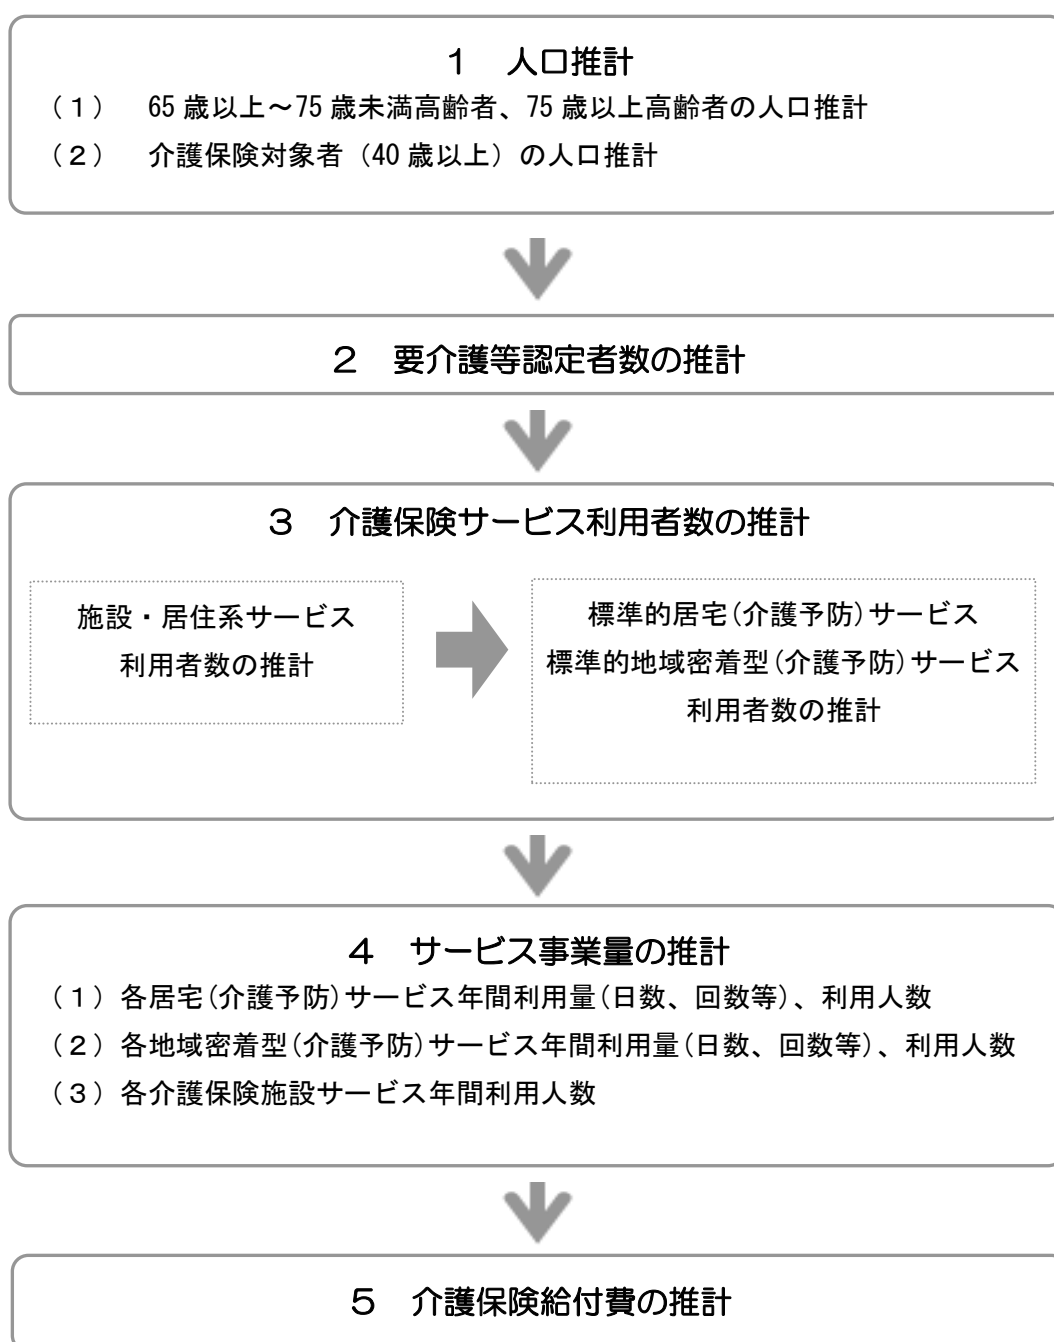 1　人口推計
（１）　65歳以上～75歳未満高齢者、75歳以上高齢者の人口推計
（２）　介護保険対象者（40歳以上）の人口推計
２　要介護等認定者数の推計
３　介護保険サービス利用者数の推計
施設・居住系サービス
利用者数の推計
標準的居宅(介護予防)サービス
標準的地域密着型(介護予防)サービス
利用者数の推計
４　サービス事業量の推計
（１）各居宅(介護予防)サービス年間利用量(日数、回数等)、利用人数
（２）各地域密着型(介護予防)サービス年間利用量(日数、回数等)、利用人数
（３）各介護保険施設サービス年間利用人数
５　介護保険給付費の推計